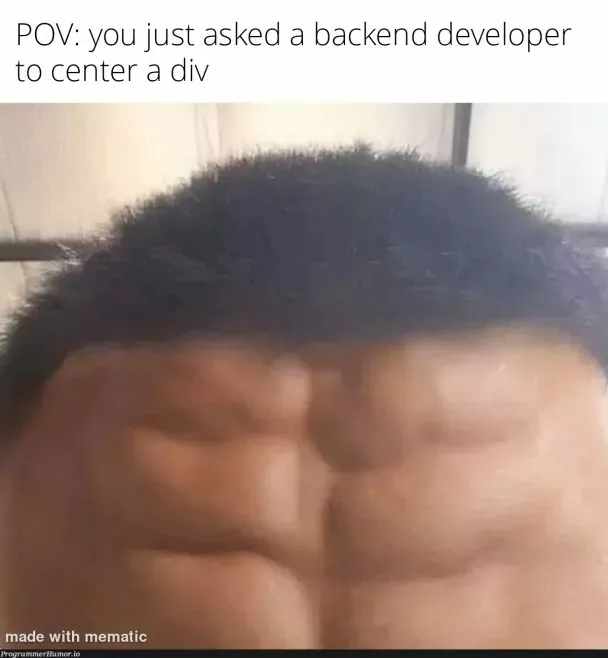 POV: you just asked a backend developer
to center a div
made with mematic
ProgrammerHumor.io